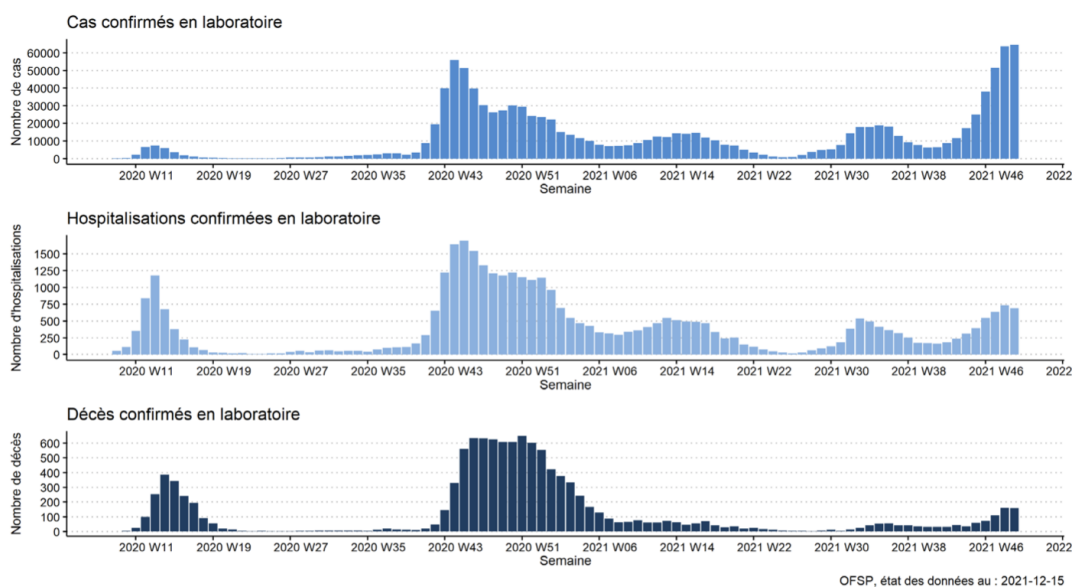 Cas confirmés en laboratoire
Nombre de cas
60000
50000
40000
30000
20000
10000
0
2020 W11 2020 W19 2020 W27 2020 W35 2020 W43 2020 W51 2021 W06 2021 W14 2021 W22 2021 W30 2021 W38 2021 W46 2022
Semaine
Hospitalisations confirmées en laboratoire
Nombre d'hospitalisations
1500
1250
1000
750
500
250
0
2020 W11 2020 W19 2020 W27 2020 W35 2020 W43 2020 W51 2021 W06 2021 W14 2021 W22 2021 W30 2021 W38 2021 W46 2022
Semaine
Décès confirmés en laboratoire
Nombre de décès
600
500
400
300
200
100
0
2020 W11 2020 W19 2020 W27 2020 W35 2020 W43 2020 W51 2021 W06 2021 W14 2021 W22 2021 W30 2021 W38 2021 W46 2022
Semaine
OFSP, état des données au : 2021-12-15